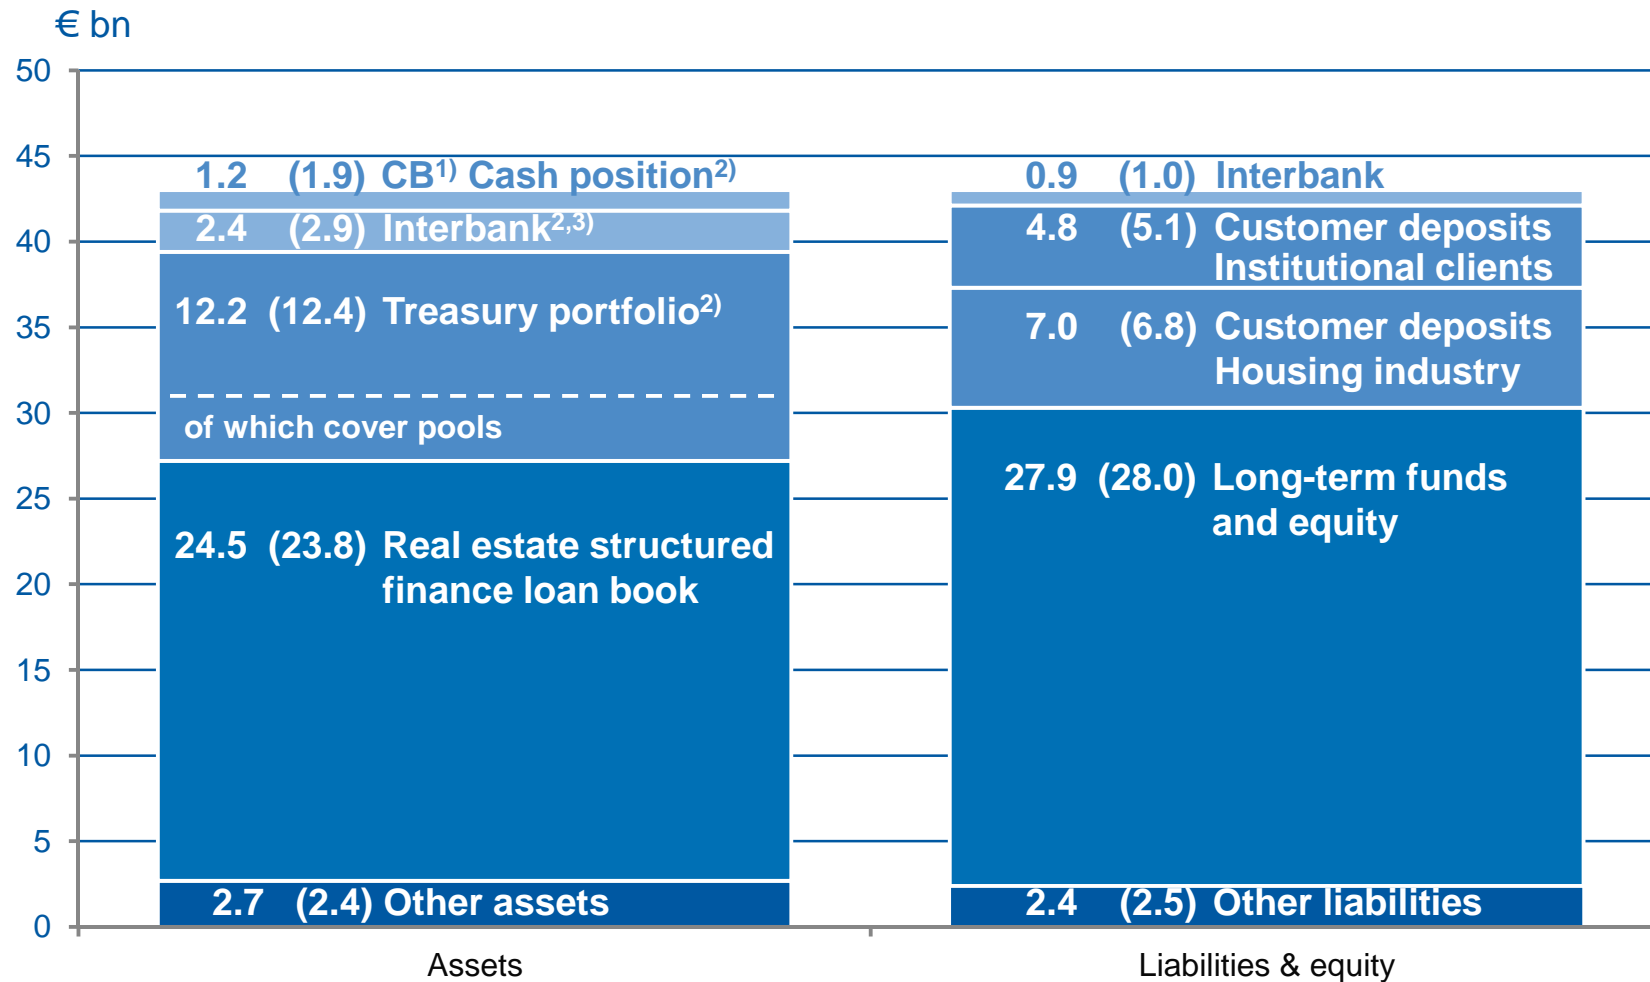 € bn
50
45
40
35
30
25
20
15
10
5
0
1.2 (1.9) CB1) Cash position2)
2.4 (2.9) Interbank2,3)
12.2 (12.4) Treasury portfolio2)
of which cover pools
24.5 (23.8) Real estate structured
finance loan book
2.7 (2.4) Other assets
0.9 (1.0) Interbank
4.8 (5.1) Customer deposits
Institutional clients
7.0 (6.8) Customer deposits
Housing industry
27.9 (28.0) Long-term funds
and equity
2.4 (2.5) Other liabilities
Assets
Liabilities & equity